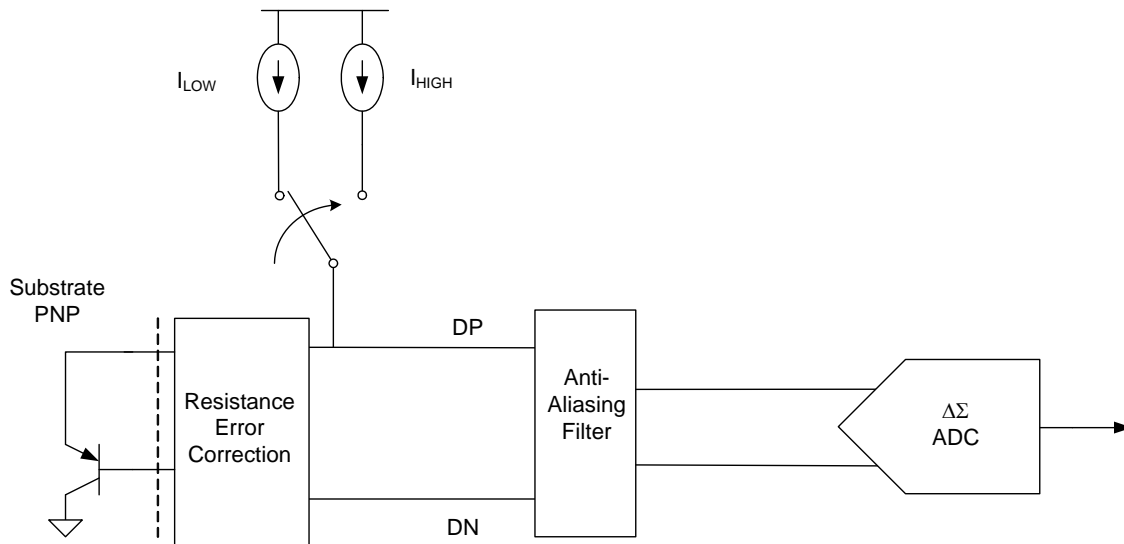 I_LOW
I_HIGH
Substrate
PNP
DP
Resistance
Error
Correction
Anti-
Aliasing
Filter
ΔΣ
ADC
DN